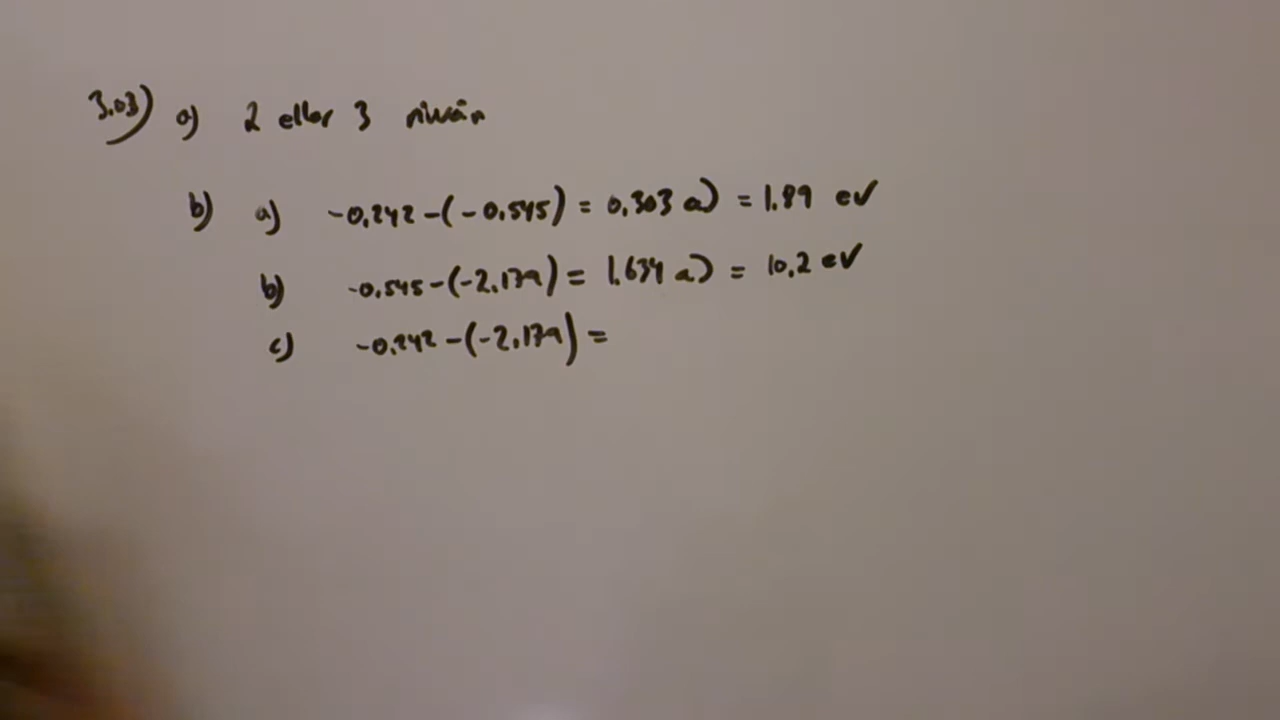 3.03) a) 2 eller 3 nivån
b) a) -0.242-(-0.545) = 0.303 aJ = 1.89 eV
b) -0.545-(-2.179) = 1.634 aJ = 10.2 eV
c) -0.242-(-2.179) =